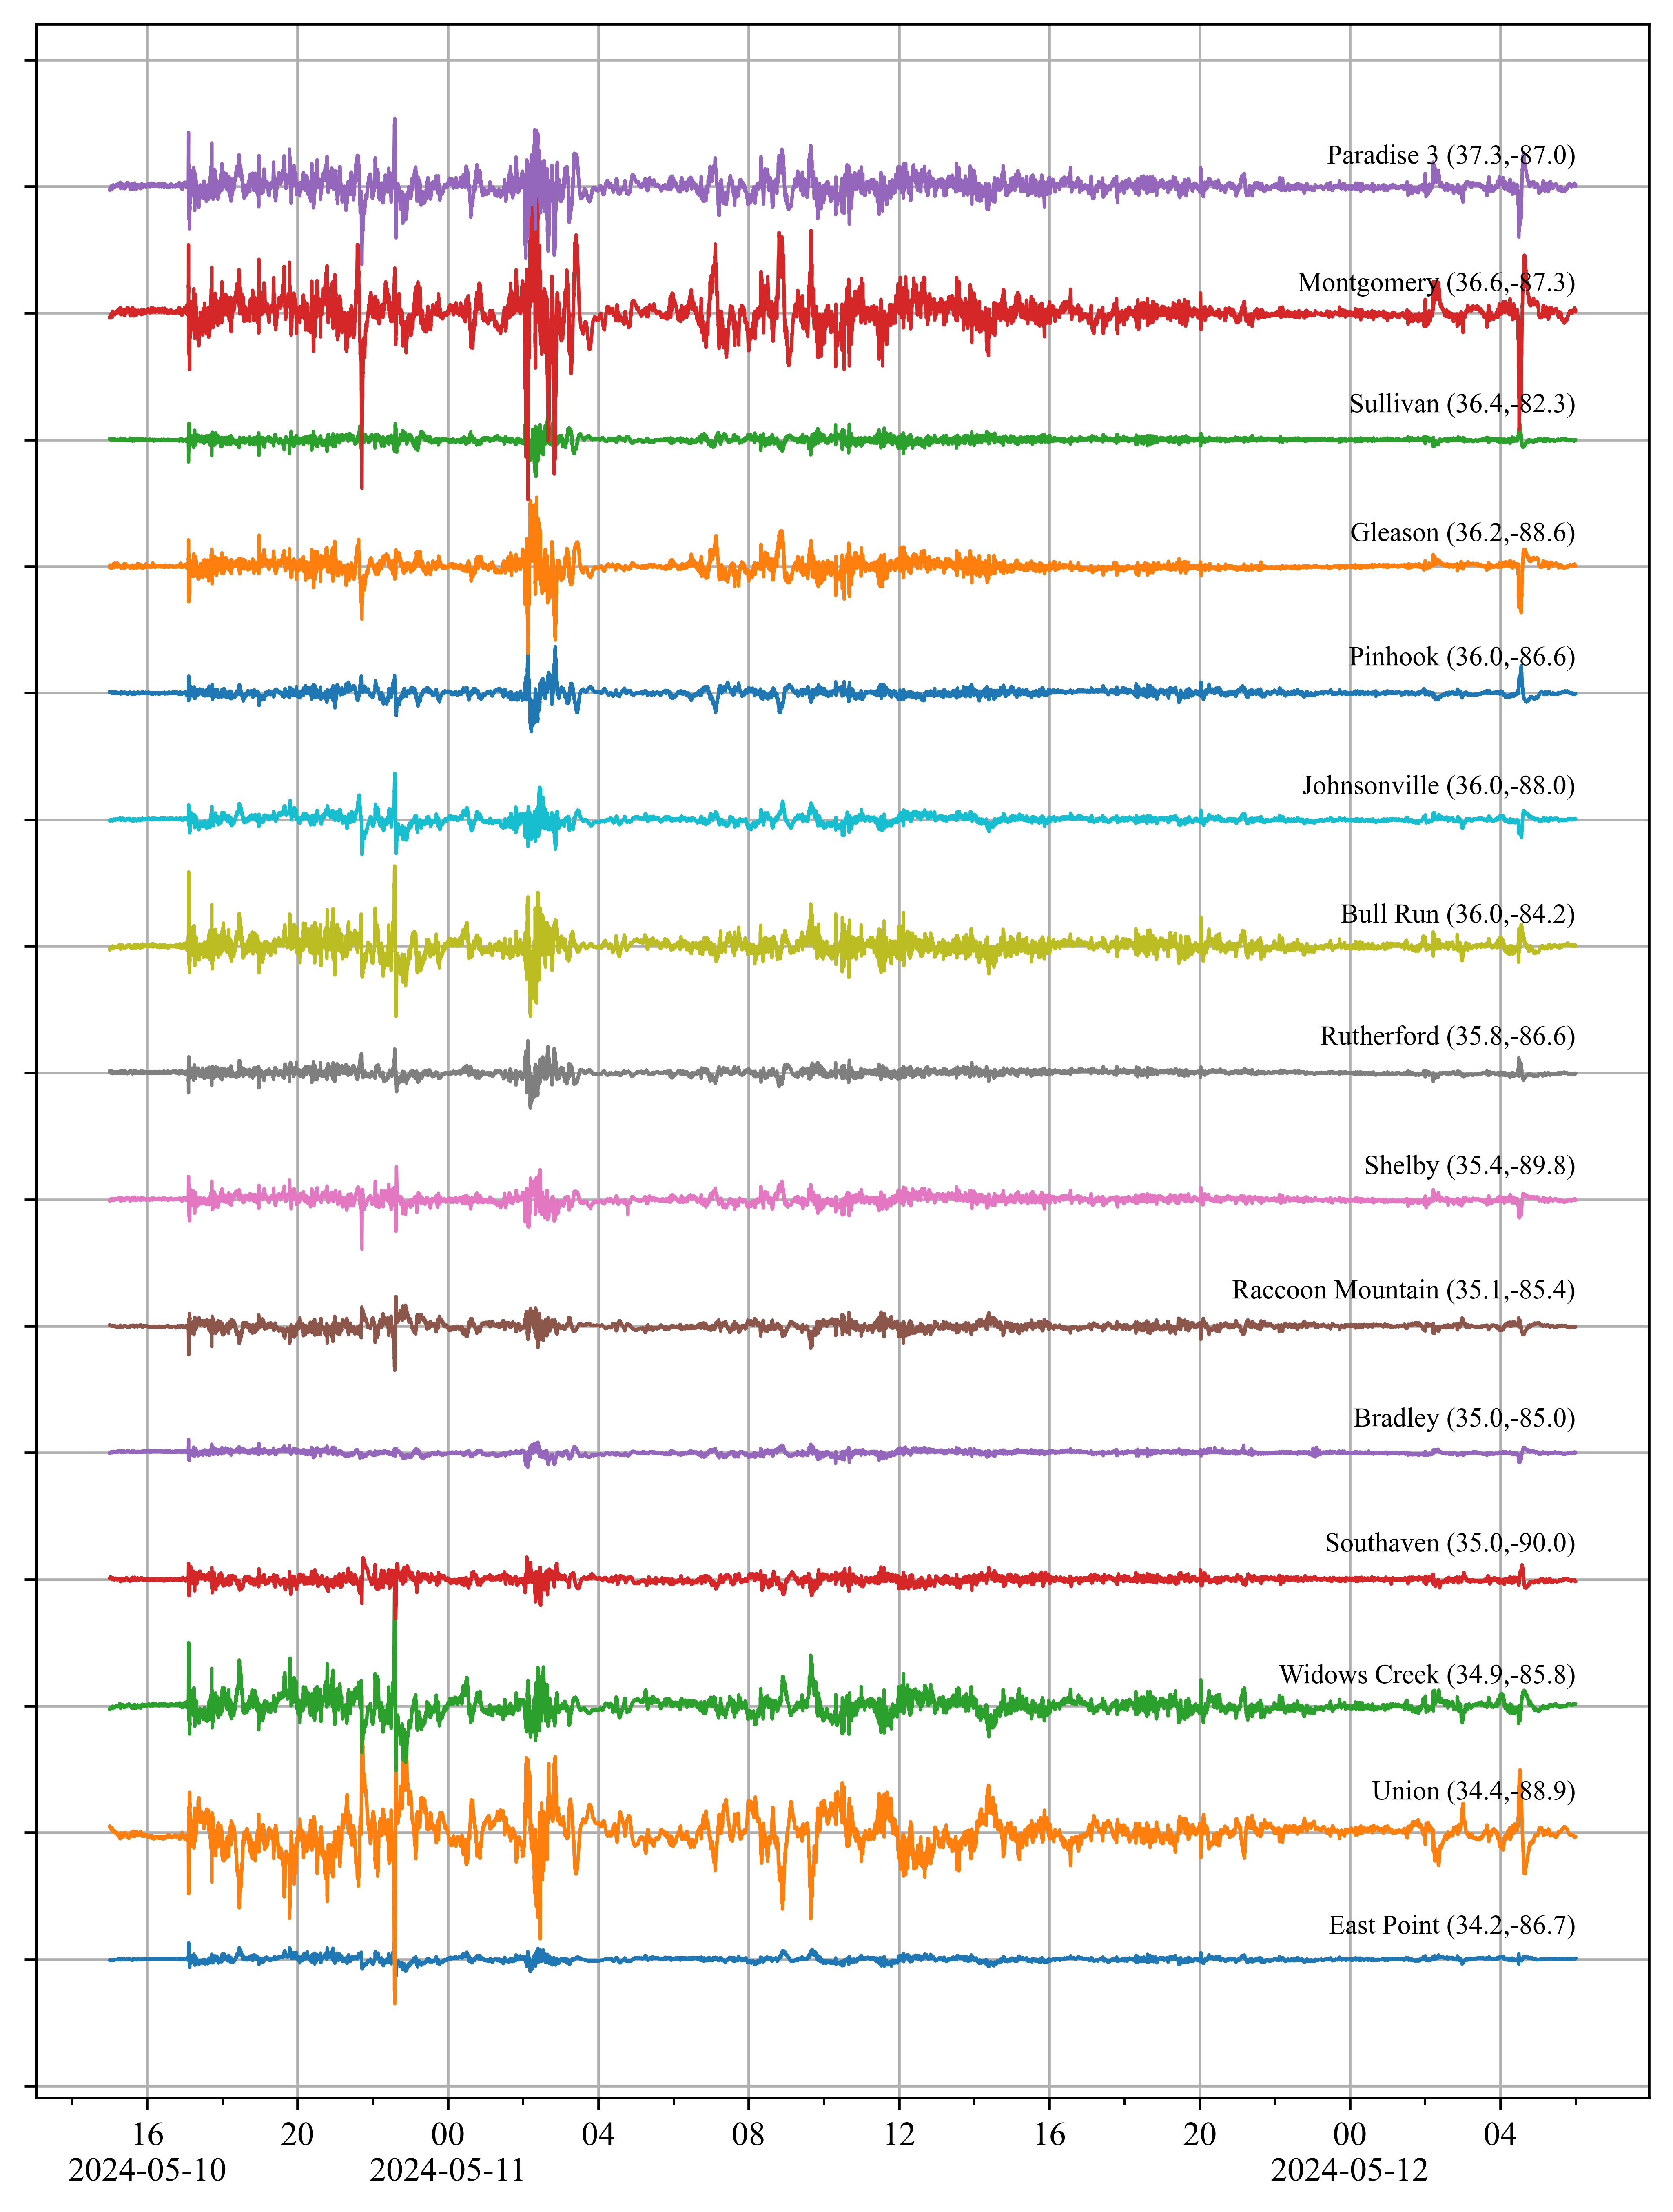 Paradise 3 (37.3,-87.0)
Montgomery (36.6,-87.3)
Sullivan (36.4,-82.3)
Gleason (36.2,-88.6)
Pinhook (36.0,-86.6)
Johnsonville (36.0,-88.0)
Bull Run (36.0,-84.2)
Rutherford (35.8,-86.6)
Shelby (35.4,-89.8)
Raccoon Mountain (35.1,-85.4)
Bradley (35.0,-85.0)
Southaven (35.0,-90.0)
Widows Creek (34.9,-85.8)
Union (34.4,-88.9)
East Point (34.2,-86.7)
16 20 00 04 08 12 16 20 00 04
2024-05-10 2024-05-11 2024-05-12